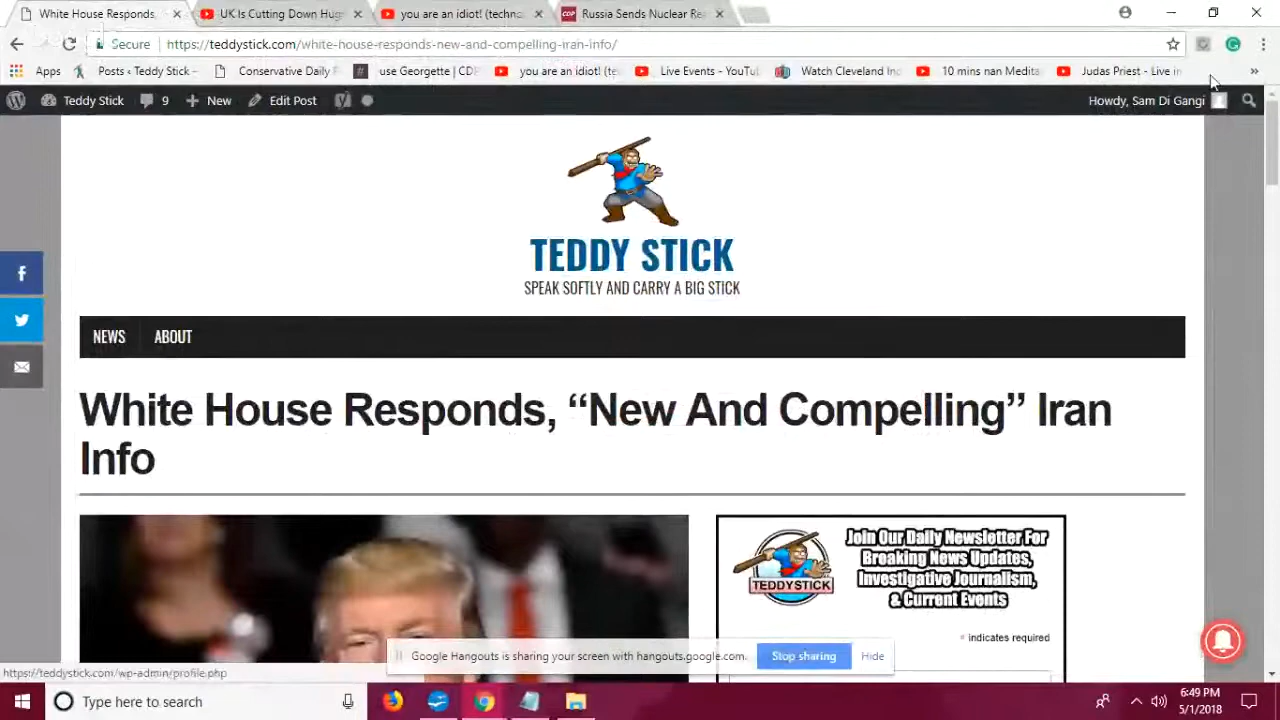 White House Responds,
UK Is Cutting Down Hug
you are an idiot! (techno
CDP Russia Sends Nuclear Re
Secure https://teddystick.com/white-house-responds-new-and-compelling-iran-info/
Apps Posts ‹ Teddy Stick — Conservative Daily use Georgette | CDP you are an idiot! (te Live Events - YouTu Watch Cleveland Inc 10 mins nan Medita Judas Priest - Live in »
Teddy Stick 9 + New Edit Post Howdy, Sam Di Gangi
TEDDY STICK
SPEAK SOFTLY AND CARRY A BIG STICK
NEWS ABOUT
White House Responds, “New And Compelling” Iran
Info
Join Our Daily Newsletter For
Breaking News Updates,
Investigative Journalism,
& Current Events
TEDDYSTICK
* indicates required
Google Hangouts is sharing your screen with hangouts.google.com. Stop sharing Hide
https://teddystick.com/wp-admin/profile.php
Type here to search
6:49 PM
5/1/2018